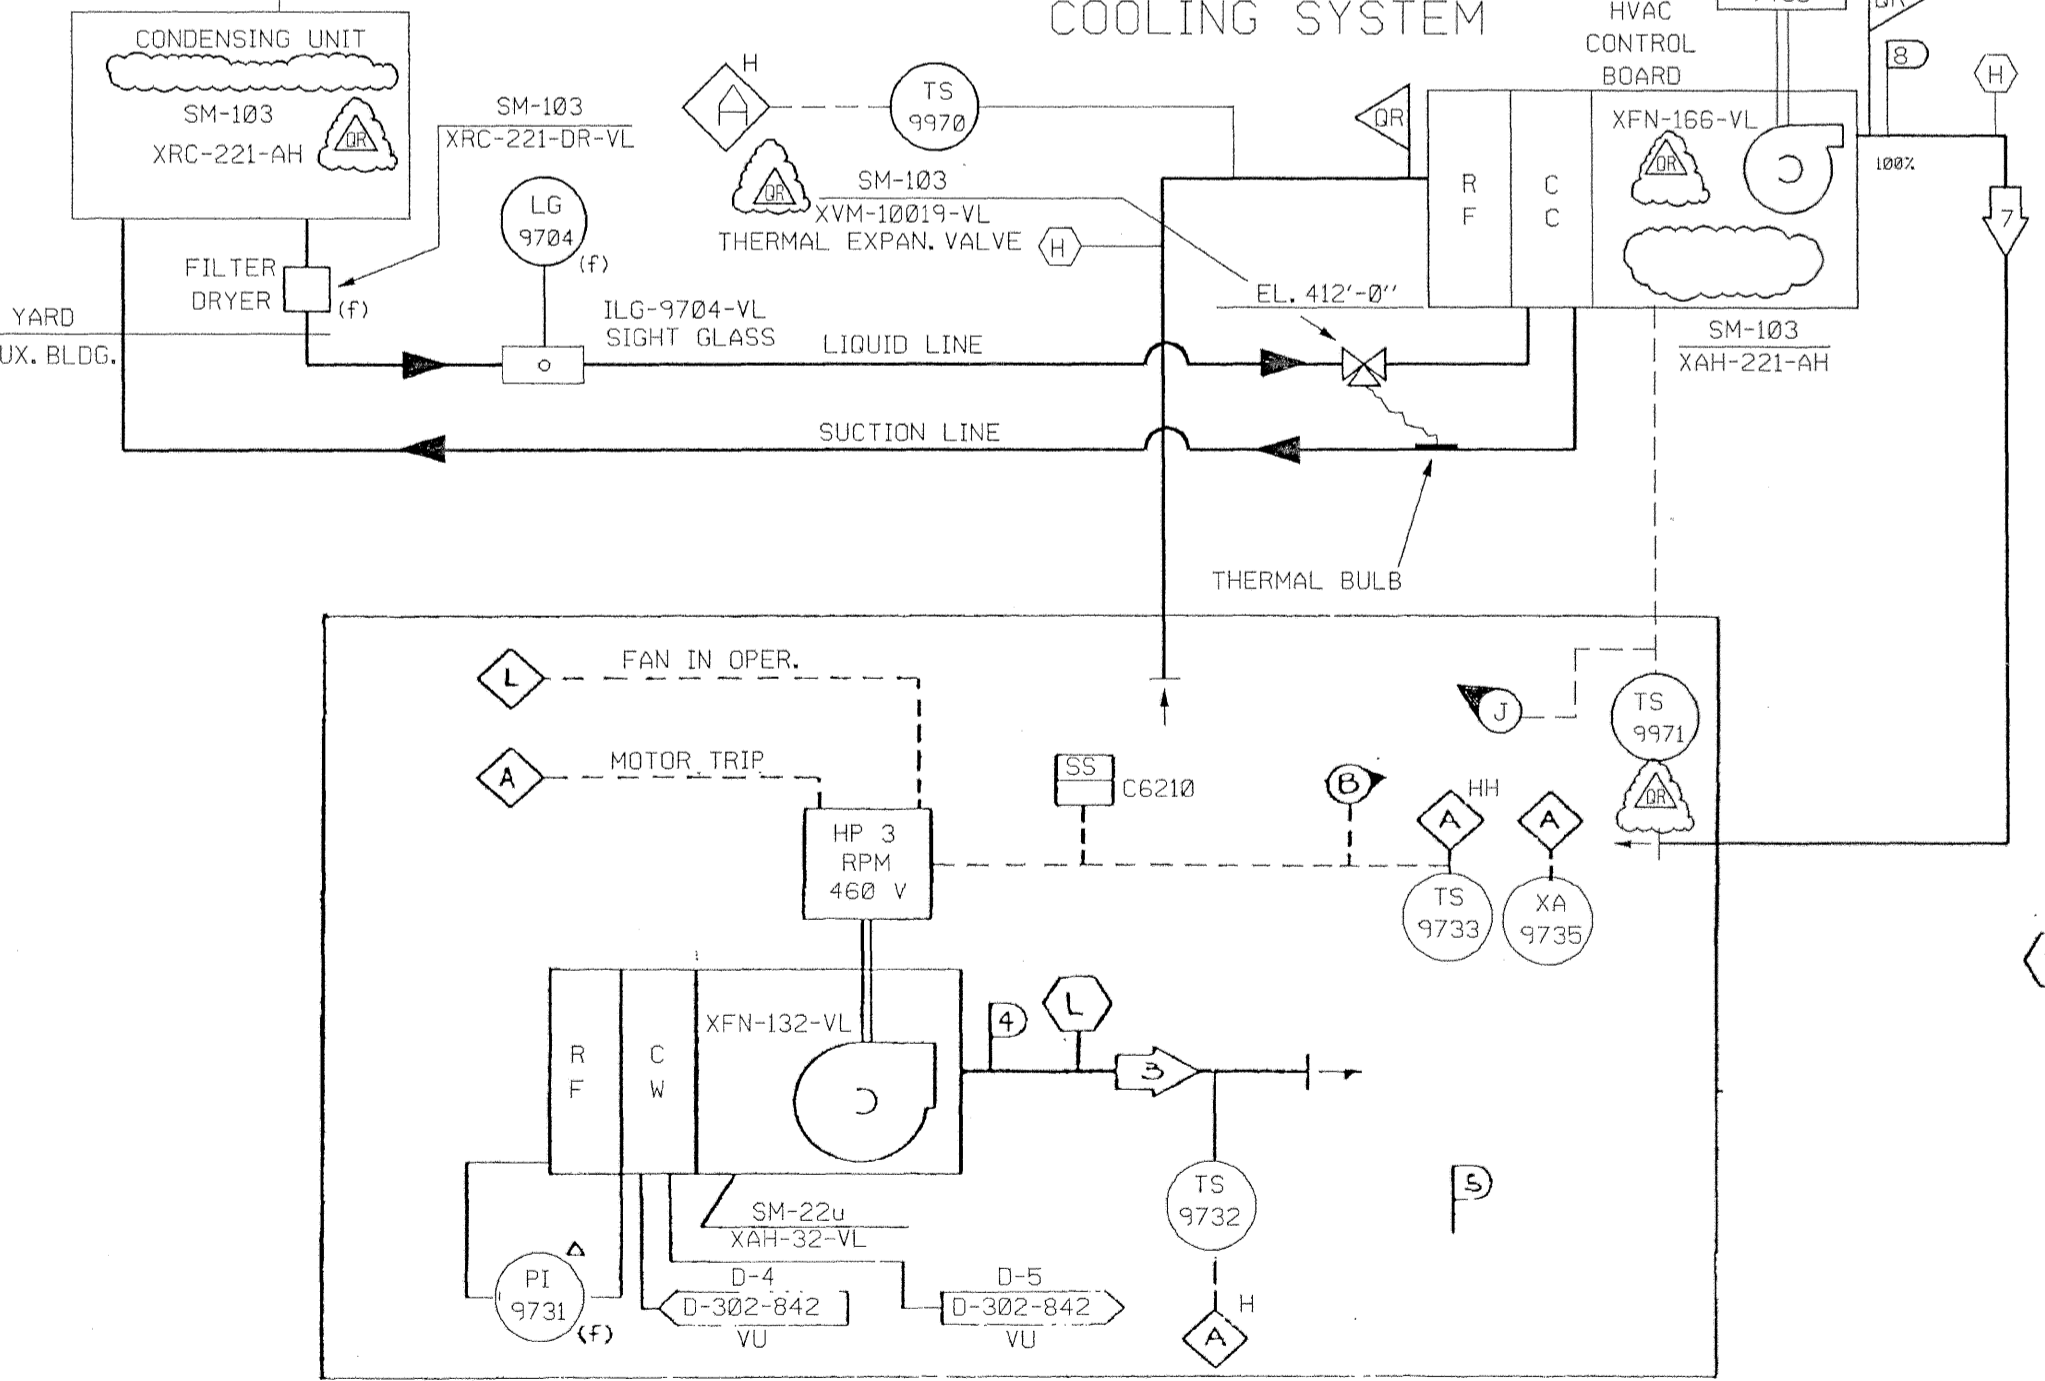 COOLING SYSTEM
CONDENSING UNIT
SM-103
XRC-221-AH
QR
SM-103
XRC-221-DR-VL
FILTER
DRYER
(f)
YARD
UX. BLDG.
LG
9704
(f)
ILG-9704-VL
SIGHT GLASS
H
A
TS
9970
QR
SM-103
XVM-10019-VL
THERMAL EXPAN. VALVE
H
QR
HVAC
CONTROL
BOARD
8
H
R
F
C
C
XFN-166-VL
QR
100%
7
EL. 412'-0''
SM-103
XAH-221-AH
LIQUID LINE
SUCTION LINE
THERMAL BULB
L
FAN IN OPER.
A
MOTOR TRIP
HP 3
RPM
460 V
SS
C6210
B
J
TS
9971
QR
A
HH
A
TS
9733
XA
9735
R
F
C
W
XFN-132-VL
4
L
3
TS
9732
H
A
5
SM-22u
XAH-32-VL
PI
9731
(f)
D-4
D-302-842
VU
D-5
D-302-842
VU